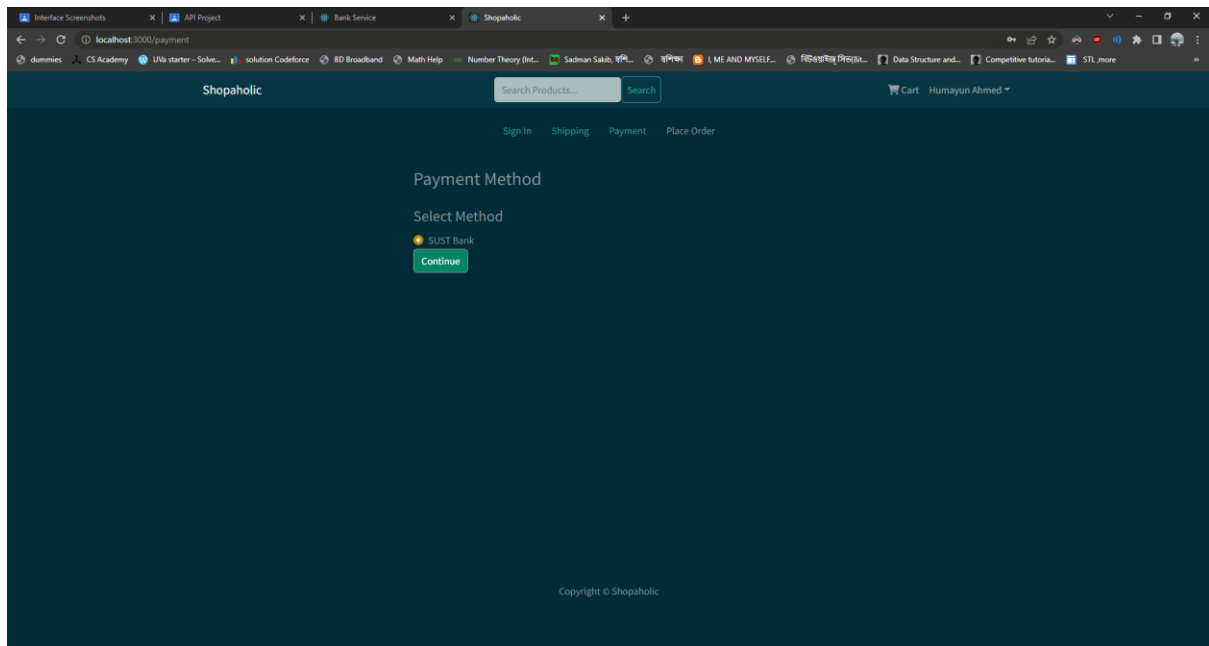 Interface Screenshots API Project Bank Service Shopaholic
localhost:3000/payment
dummies CS Academy UVa starter – Solve... solution Codeforce BD Broadband Math Help Number Theory (Int... Sadman Sakib, I, ME AND MYSELF... Data Structure and... Competitive tutoria... STL ,more »
Shopaholic Search Products... Search Cart Humayun Ahmed
Sign In Shipping Payment Place Order
Payment Method
Select Method
SUST Bank
Continue
Copyright © Shopaholic